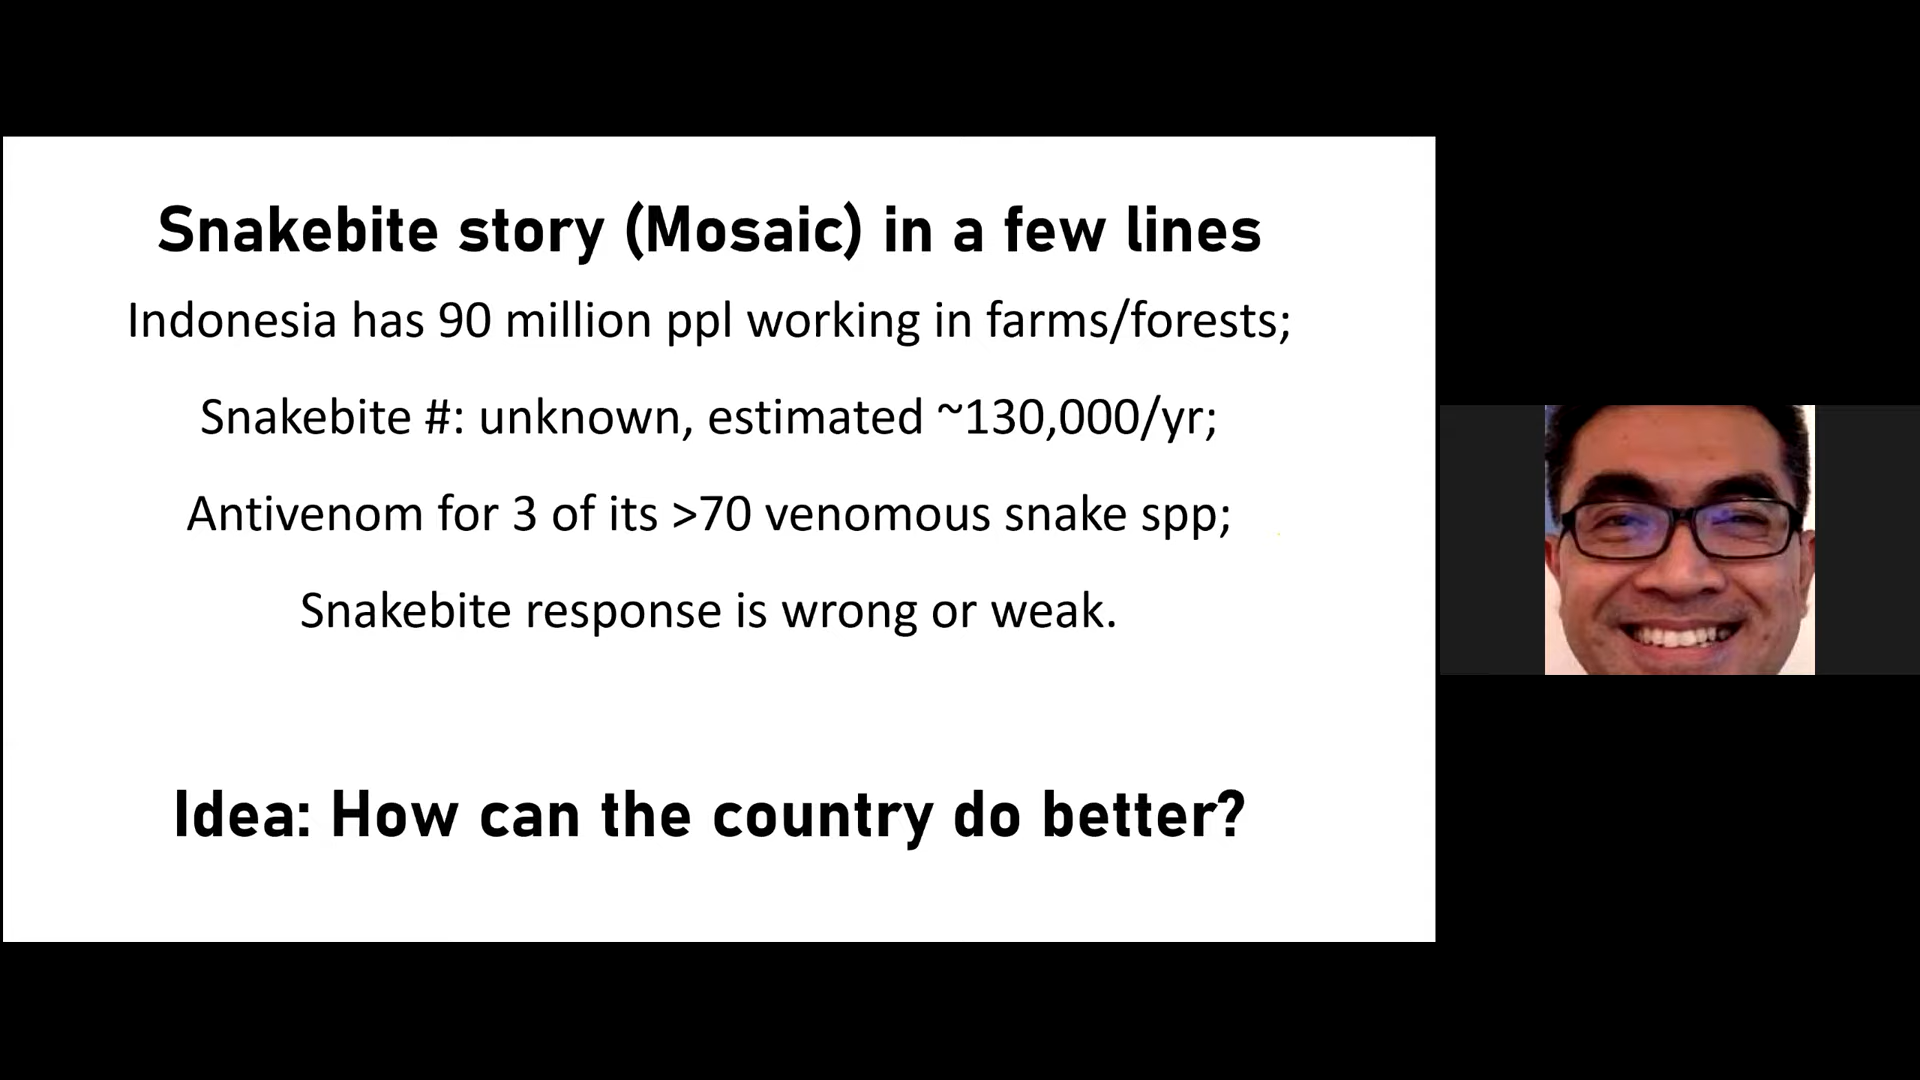 Snakebite story (Mosaic) in a few lines
Indonesia has 90 million ppl working in farms/forests;
Snakebite #: unknown, estimated ~130,000/yr;
Antivenom for 3 of its >70 venomous snake spp;
Snakebite response is wrong or weak.
Idea: How can the country do better?